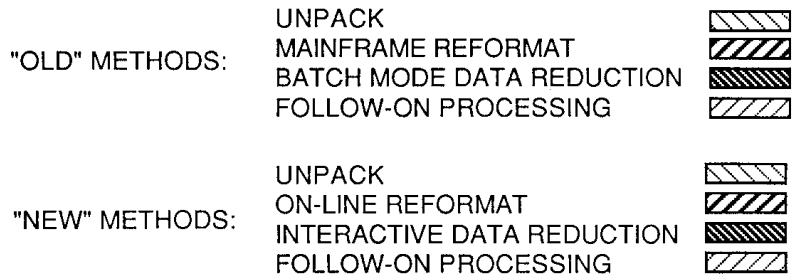 UNPACK
MAINFRAME REFORMAT
"OLD" METHODS:
BATCH MODE DATA REDUCTION
FOLLOW-ON PROCESSING
UNPACK
ON-LINE REFORMAT
"NEW" METHODS:
INTERACTIVE DATA REDUCTION
FOLLOW-ON PROCESSING